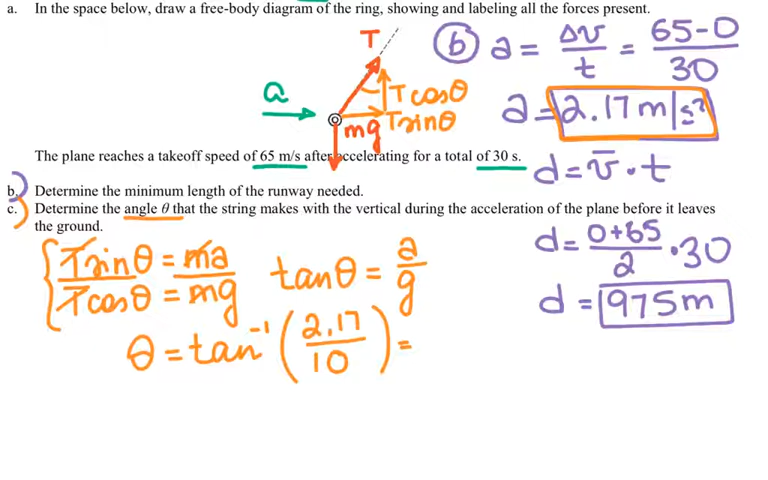 a. In the space below, draw a free-body diagram of the ring, showing and labeling all the forces present.
T
a
T cosθ
T sinθ
mg
b a = Δv/t = 65-0/30
a = 2.17 m/s²
The plane reaches a takeoff speed of 65 m/s after accelerating for a total of 30 s.
d = v̄ · t
b. Determine the minimum length of the runway needed.
c. Determine the angle θ that the string makes with the vertical during the acceleration of the plane before it leaves
the ground.
d = 0+65/2 · 30
d = 975 m
T sinθ = ma
T cosθ = mg
tanθ = a/g
θ = tan⁻¹(2.17/10) =